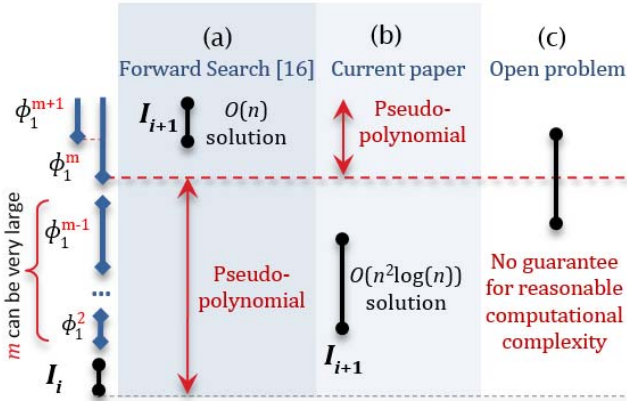 (a)
(b)
(c)
Forward Search [16]
Current paper
Open problem
ϕ₁ᵐ⁺¹
I_{i+1}
O(n)
solution
Pseudo-
polynomial
ϕ₁ᵐ
m can be very large
ϕ₁ᵐ⁻¹
...
ϕ₁²
I_i
Pseudo-
polynomial
O(n²log(n))
solution
I_{i+1}
No guarantee
for reasonable
computational
complexity